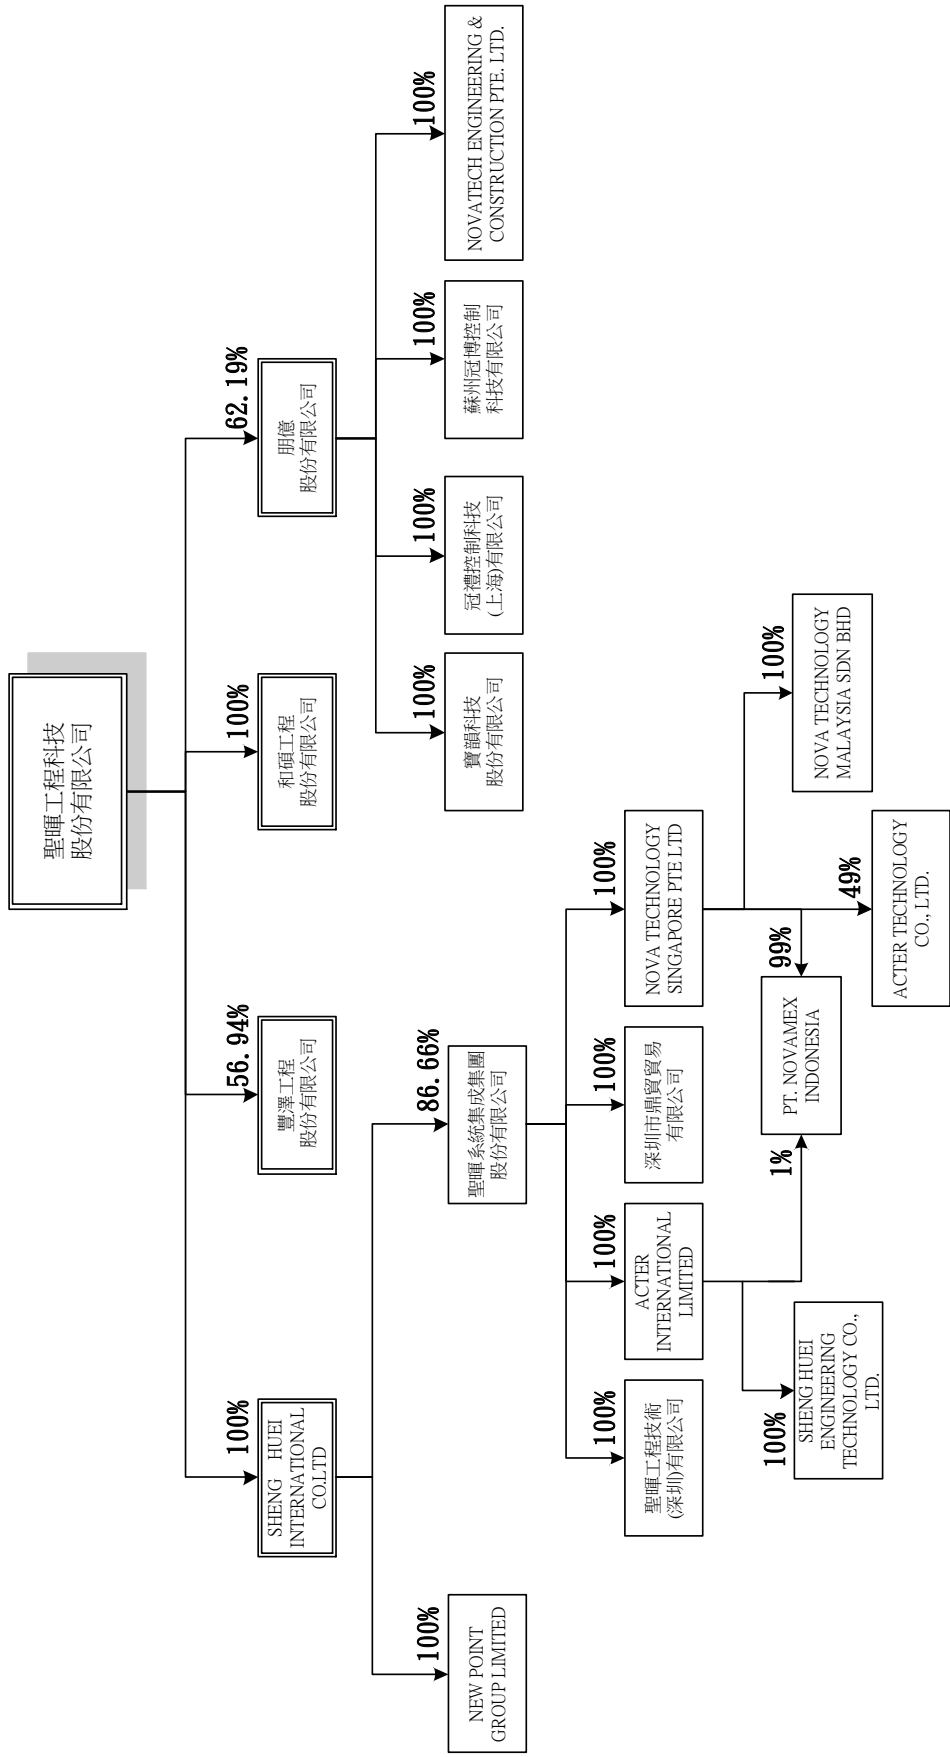 聖暉工程科技
股份有限公司
100%
SHENG HUEI
INTERNATIONAL
CO.LTD
56.94%
豐澤工程
股份有限公司
100%
和碩工程
股份有限公司
62.19%
朋億
股份有限公司
100%
NEW POINT
GROUP LIMITED
86.66%
聖暉系統集成集團
股份有限公司
100%
寶韻科技
股份有限公司
100%
冠禮控制科技
(上海)有限公司
100%
蘇州冠博控制
科技有限公司
100%
NOVATECH ENGINEERING &
CONSTRUCTION PTE. LTD.
100%
聖暉工程技術
(深圳)有限公司
100%
ACTER
INTERNATIONAL
LIMITED
100%
深圳市鼎貿貿易
有限公司
100%
NOVA TECHNOLOGY
SINGAPORE PTE LTD
100%
SHENG HUEI
ENGINEERING
TECHNOLOGY CO.,
LTD.
1%
99%
PT. NOVAMEX
INDONESIA
49%
ACTER TECHNOLOGY
CO., LTD.
100%
NOVA TECHNOLOGY
MALAYSIA SDN BHD